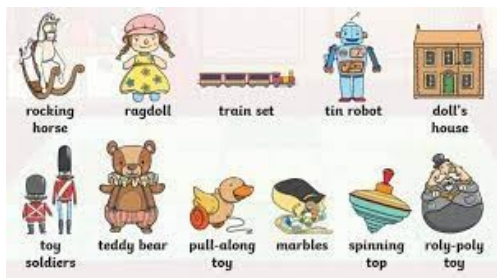 rocking horse
ragdoll
train set
tin robot
doll's house
toy soldiers
teddy bear
pull-along toy
marbles
spinning top
roly-poly toy